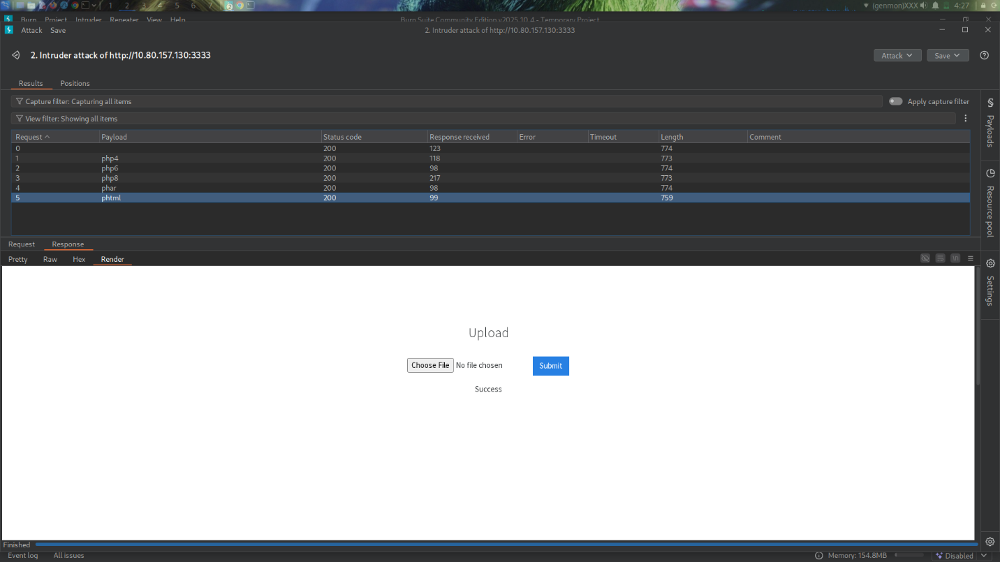 1 2 3 4 5 6 7 2 (genmon)XXX 4:27
Burp Project Intruder Repeater View Help Burp Suite Community Edition v2025.10.4 - Temporary Project
Attack Save 2. Intruder attack of http://10.80.157.130:3333
2. Intruder attack of http://10.80.157.130:3333 Attack Save
Results Positions
Capture filter: Capturing all items Apply capture filter
View filter: Showing all items
Request Payload Status code Response received Error Timeout Length Comment
0 200 123 774
1 php4 200 118 773
2 php6 200 98 774
3 php8 200 217 773
4 phar 200 98 774
5 phtml 200 99 759
Payloads
Resource pool
Settings
Request Response
Pretty Raw Hex Render
Upload
Choose File No file chosen Submit
Success
Finished
Event log All issues Memory: 154.8MB Disabled